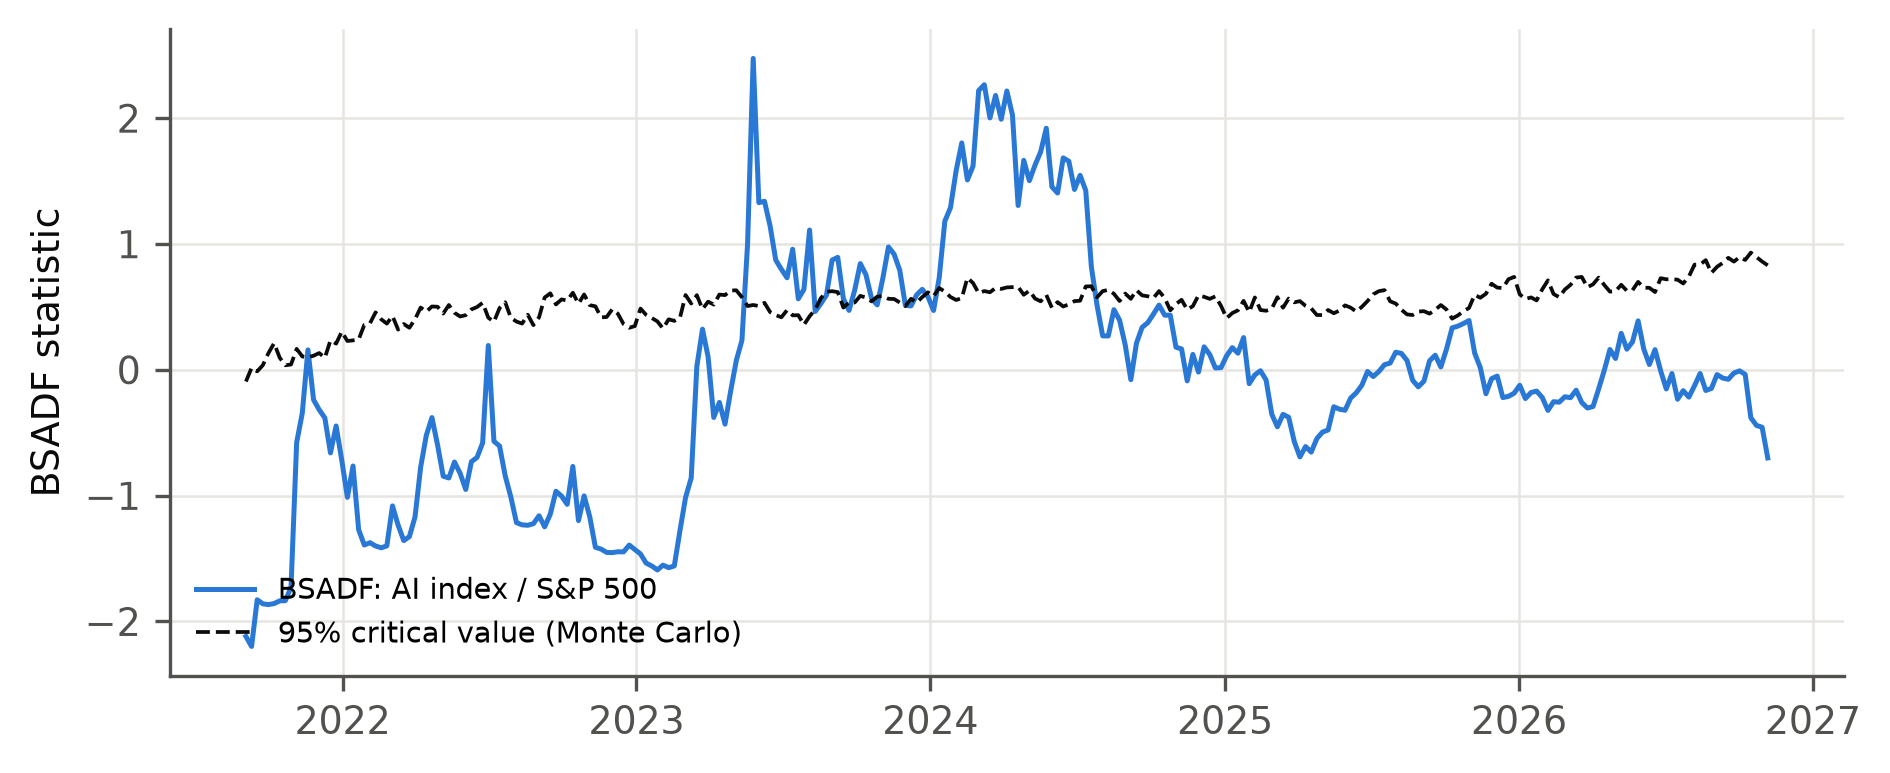 BSADF statistic
2
1
0
−1
−2
BSADF: AI index / S&P 500
95% critical value (Monte Carlo)
2022 2023 2024 2025 2026 2027